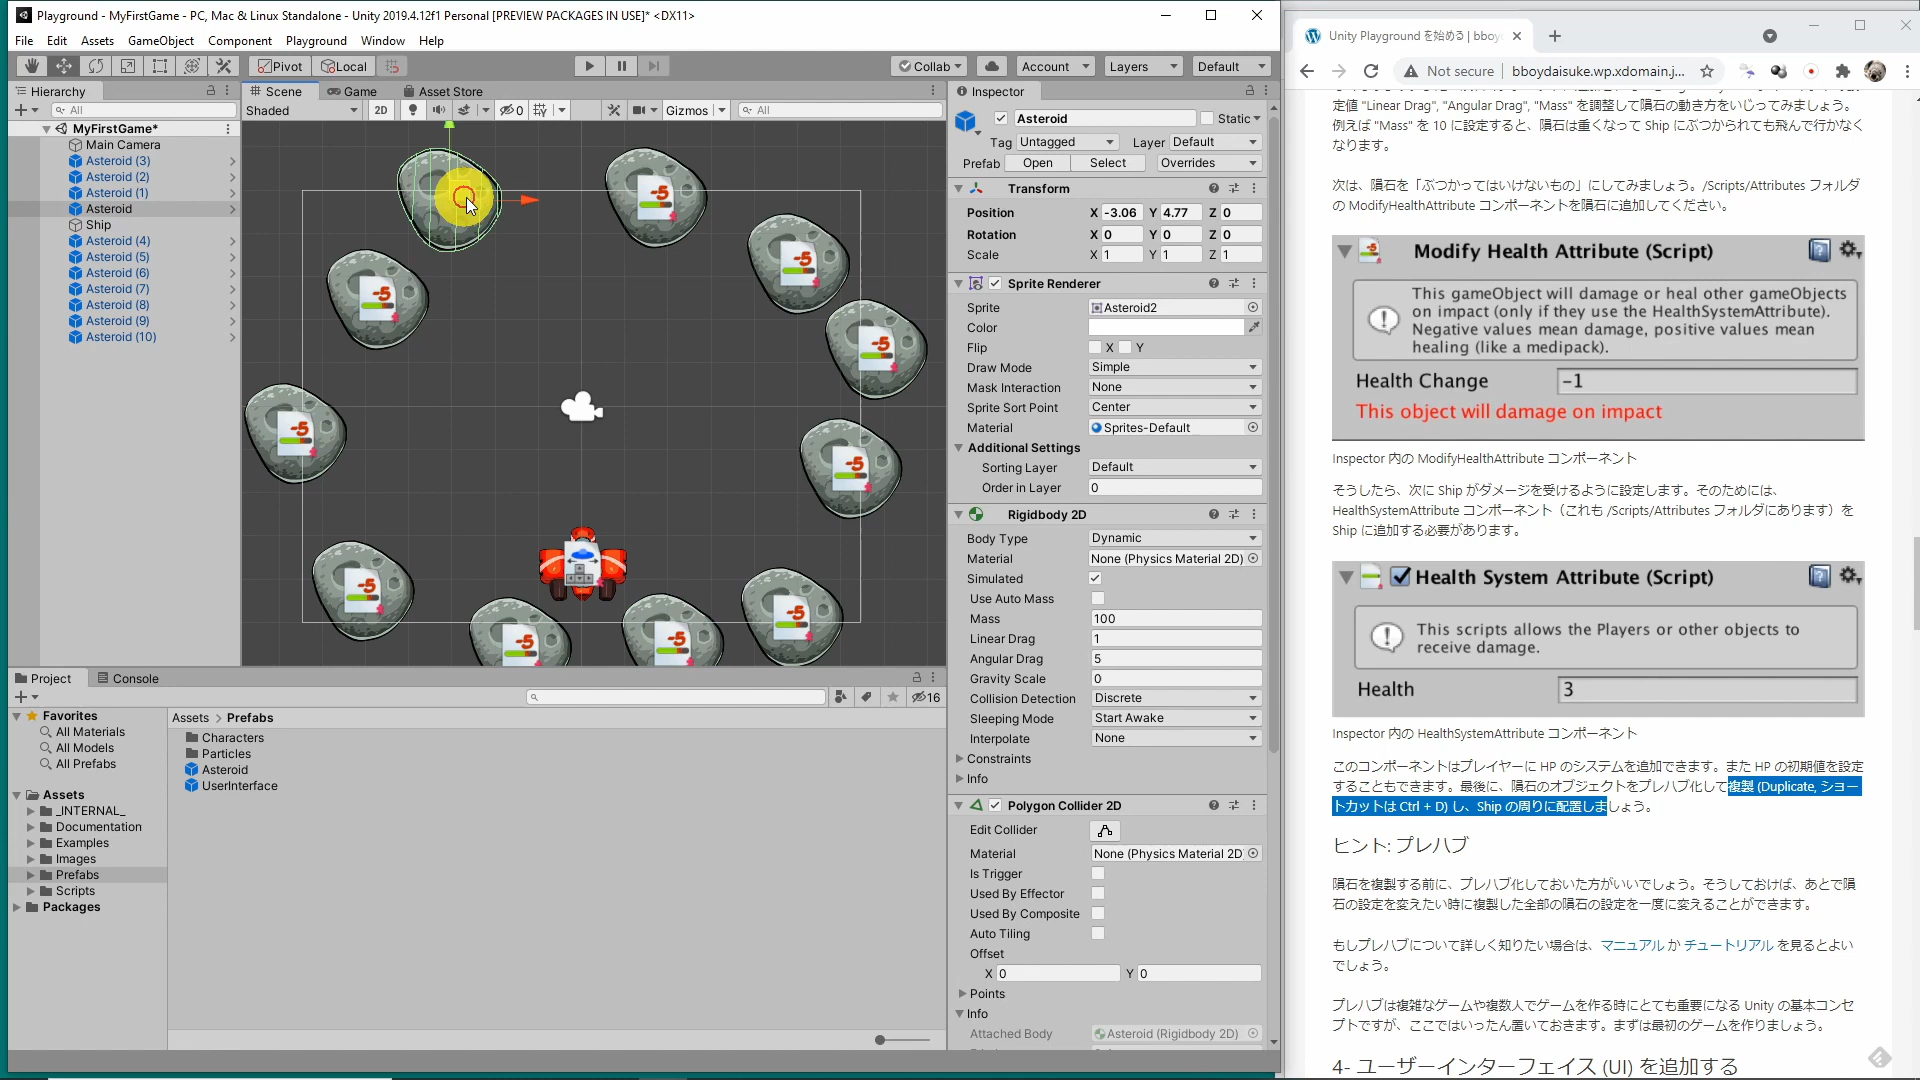 Playground - MyFirstGame - PC, Mac & Linux Standalone - Unity 2019.4.12f1 Personal [PREVIEW PACKAGES IN USE]* <DX11>
File Edit Assets GameObject Component Playground Window Help
Pivot Local Collab Account Layers Default
Hierarchy
All
MyFirstGame*
Main Camera
Asteroid (3)
Asteroid (2)
Asteroid (1)
Asteroid
Ship
Asteroid (4)
Asteroid (5)
Asteroid (6)
Asteroid (7)
Asteroid (8)
Asteroid (9)
Asteroid (10)
Scene Game Asset Store
Shaded 2D 0 Gizmos All
-5
-5
-5
-5
-5
-5
-5
-5
-5
-5
Inspector
Asteroid Static
Tag Untagged Layer Default
Prefab Open Select Overrides
Transform
Position X -3.06 Y 4.77 Z 0
Rotation X 0 Y 0 Z 0
Scale X 1 Y 1 Z 1
Sprite Renderer
Sprite Asteroid2
Color
Flip X Y
Draw Mode Simple
Mask Interaction None
Sprite Sort Point Center
Material Sprites-Default
Additional Settings
Sorting Layer Default
Order in Layer 0
Rigidbody 2D
Body Type Dynamic
Material None (Physics Material 2D)
Simulated
Use Auto Mass
Mass 100
Linear Drag 1
Angular Drag 5
Gravity Scale 0
Collision Detection Discrete
Sleeping Mode Start Awake
Interpolate None
Constraints
Info
Polygon Collider 2D
Edit Collider
Material None (Physics Material 2D
Is Trigger
Used By Effector
Used By Composite
Auto Tiling
Offset
X 0 Y 0
Points
Info
Attached Body Asteroid (Rigidbody 2D)
Project Console
16
Favorites
All Materials
All Models
All Prefabs
Assets
_INTERNAL_
Documentation
Examples
Images
Prefabs
Scripts
Packages
Assets > Prefabs
Characters
Particles
Asteroid
UserInterface
Unity Playground を始める | bboy
Not secure | bboydaisuke.wp.xdomain.j...
定値 "Linear Drag", "Angular Drag", "Mass" を調整して隕石の動き方をいじってみましょう。
例えば "Mass" を 10 に設定すると、隕石は重くなって Ship にぶつかられても飛んで行かなく
なります。
次は、隕石を「ぶつかってはいけないもの」にしてみましょう。/Scripts/Attributes フォルダ
の ModifyHealthAttribute コンポーネントを隕石に追加してください。
Modify Health Attribute (Script)
This gameObject will damage or heal other gameObjects
on impact (only if they use the HealthSystemAttribute).
Negative values mean damage, positive values mean
healing (like a medipack).
Health Change -1
This object will damage on impact
Inspector 内の ModifyHealthAttribute コンポーネント
そうしたら、次に Ship がダメージを受けるように設定します。そのためには、
HealthSystemAttribute コンポーネント（これも /Scripts/Attributes フォルダにあります）を
Ship に追加する必要があります。
Health System Attribute (Script)
This scripts allows the Players or other objects to
receive damage.
Health 3
Inspector 内の HealthSystemAttribute コンポーネント
このコンポーネントはプレイヤーに HP のシステムを追加できます。また HP の初期値を設定
することもできます。最後に、隕石のオブジェクトをプレハブ化して複製 (Duplicate, ショー
トカットは Ctrl + D) し、Ship の周りに配置しましょう。
ヒント: プレハブ
隕石を複製する前に、プレハブ化しておいた方がいいでしょう。そうしておけば、あとで隕
石の設定を変えたい時に複製した全部の隕石の設定を一度に変えることができます。
もしプレハブについて詳しく知りたい場合は、マニュアル か チュートリアル を見るとよい
でしょう。
プレハブは複雑なゲームや複数人でゲームを作る時にとても重要になる Unity の基本コンセ
プトですが、ここではいったん置いておきます。まずは最初のゲームを作りましょう。
4- ユーザーインターフェイス (UI) を追加する